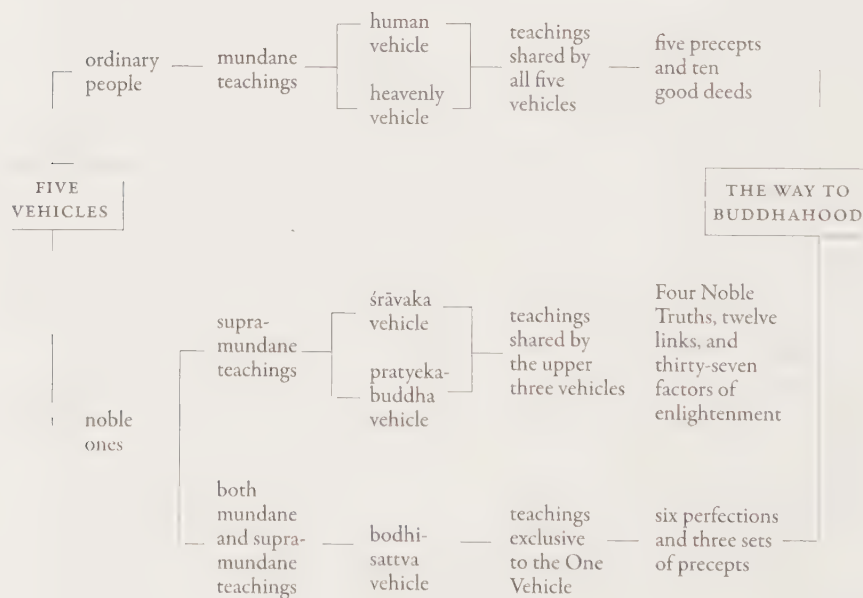 ordinary
people
mundane
teachings
human
vehicle
heavenly
vehicle
teachings
shared by
all five
vehicles
five precepts
and ten
good deeds
FIVE
VEHICLES
THE WAY TO
BUDDHAHOOD
noble
ones
supra-
mundane
teachings
śrāvaka
vehicle
pratyeka-
buddha
vehicle
teachings
shared by
the upper
three vehicles
Four Noble
Truths, twelve
links, and
thirty-seven
factors of
enlightenment
both
mundane
and supra-
mundane
teachings
bodhi-
sattva
vehicle
teachings
exclusive
to the One
Vehicle
six perfections
and three sets
of precepts